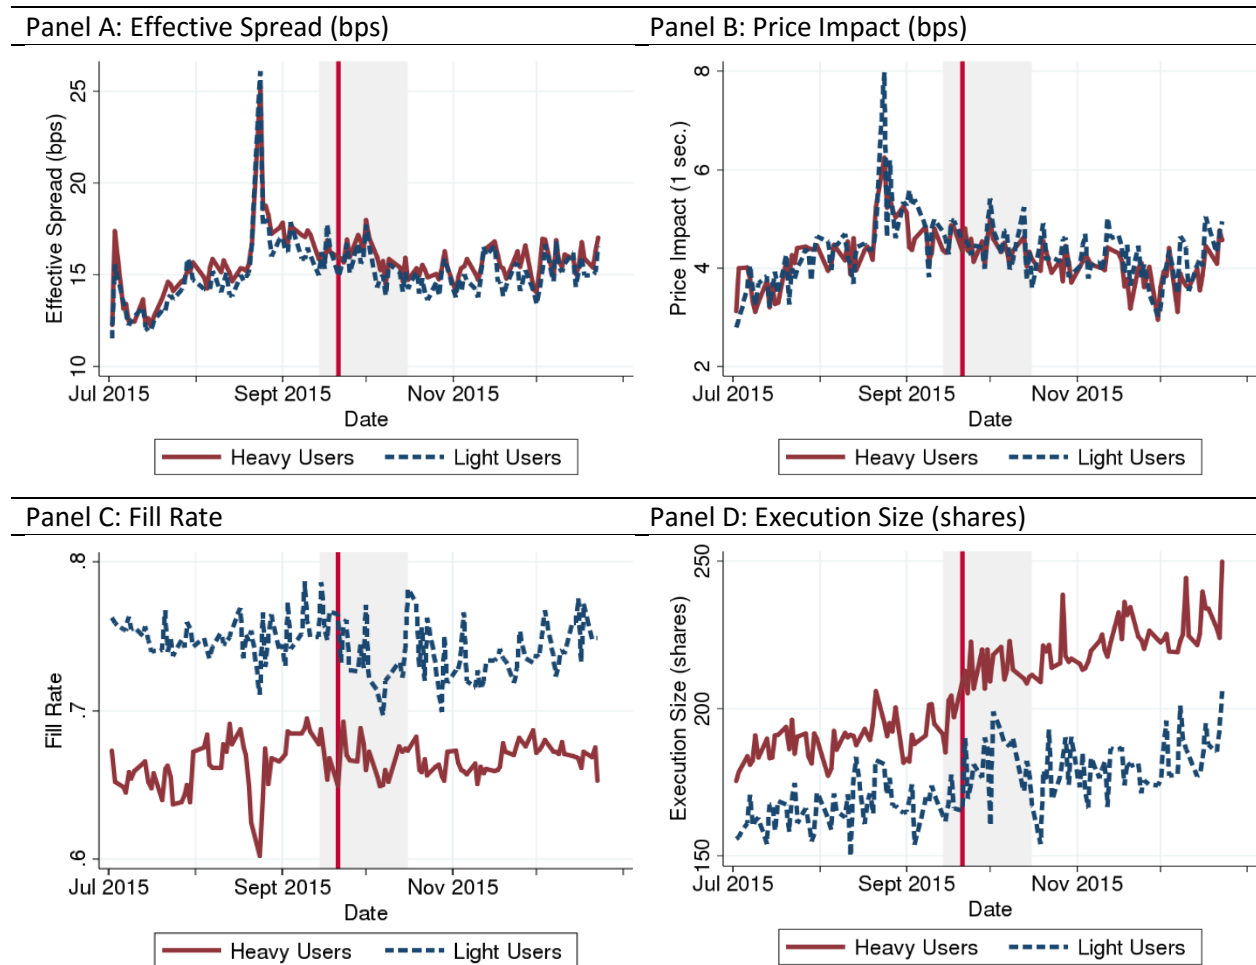 Panel A: Effective Spread (bps)
Effective Spread (bps)
25
20
15
10
Jul 2015 Sept 2015 Nov 2015
Date
Heavy Users Light Users
Panel B: Price Impact (bps)
Price Impact (1 sec.)
8
6
4
2
Jul 2015 Sept 2015 Nov 2015
Date
Heavy Users Light Users
Panel C: Fill Rate
Fill Rate
.8
.7
.6
Jul 2015 Sept 2015 Nov 2015
Date
Heavy Users Light Users
Panel D: Execution Size (shares)
Execution Size (shares)
250
200
150
Jul 2015 Sept 2015 Nov 2015
Date
Heavy Users Light Users